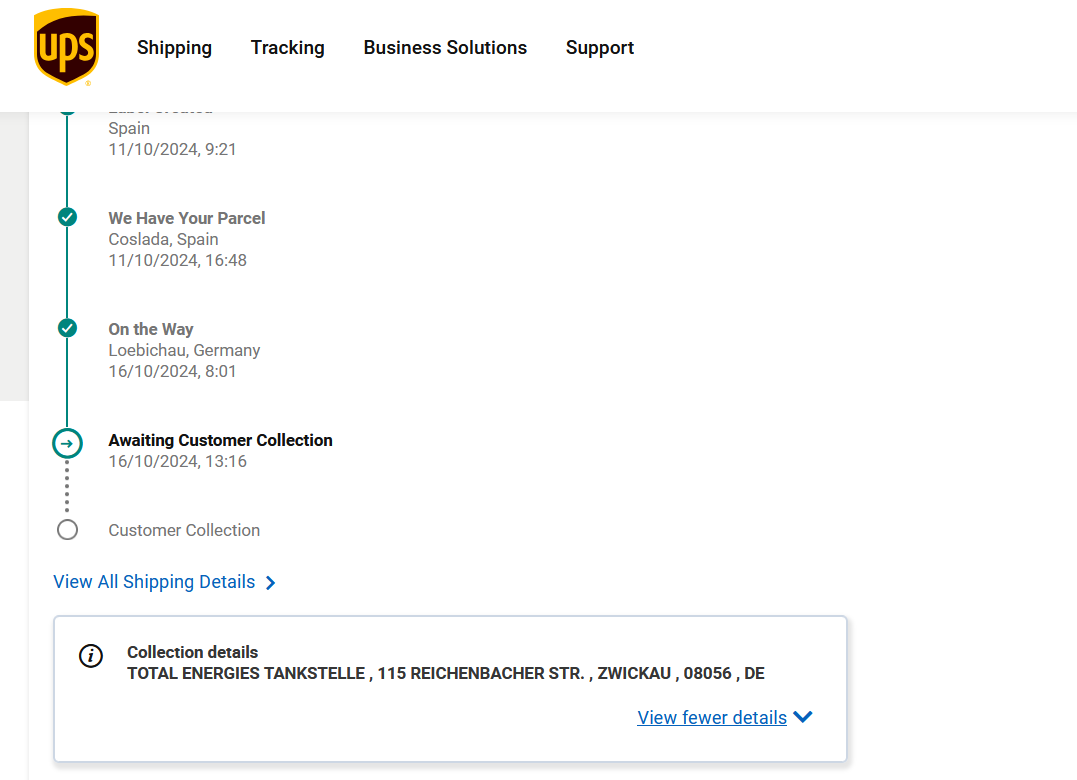 ups
Shipping
Tracking
Business Solutions
Support
Spain
11/10/2024, 9:21
We Have Your Parcel
Coslada, Spain
11/10/2024, 16:48
On the Way
Loebichau, Germany
16/10/2024, 8:01
Awaiting Customer Collection
16/10/2024, 13:16
Customer Collection
View All Shipping Details
Collection details
TOTAL ENERGIES TANKSTELLE , 115 REICHENBACHER STR. , ZWICKAU , 08056 , DE
View fewer details